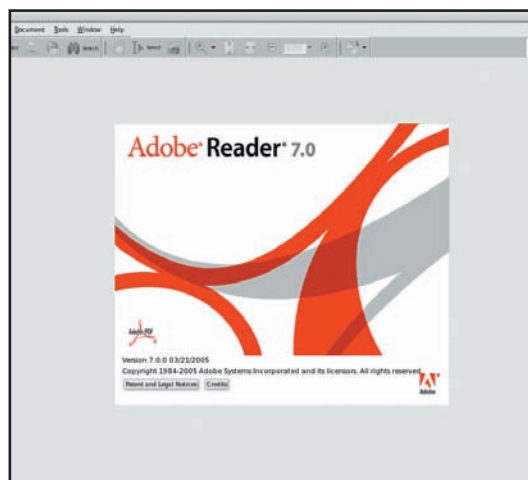 Document Tools Window Help
Search Select
Adobe® Reader® 7.0
Adobe PDF
Version 7.0.0 03/21/2005
Copyright 1984-2005 Adobe Systems Incorporated and its licensors. All rights reserved.
Patent and Legal Notices Credits
Adobe